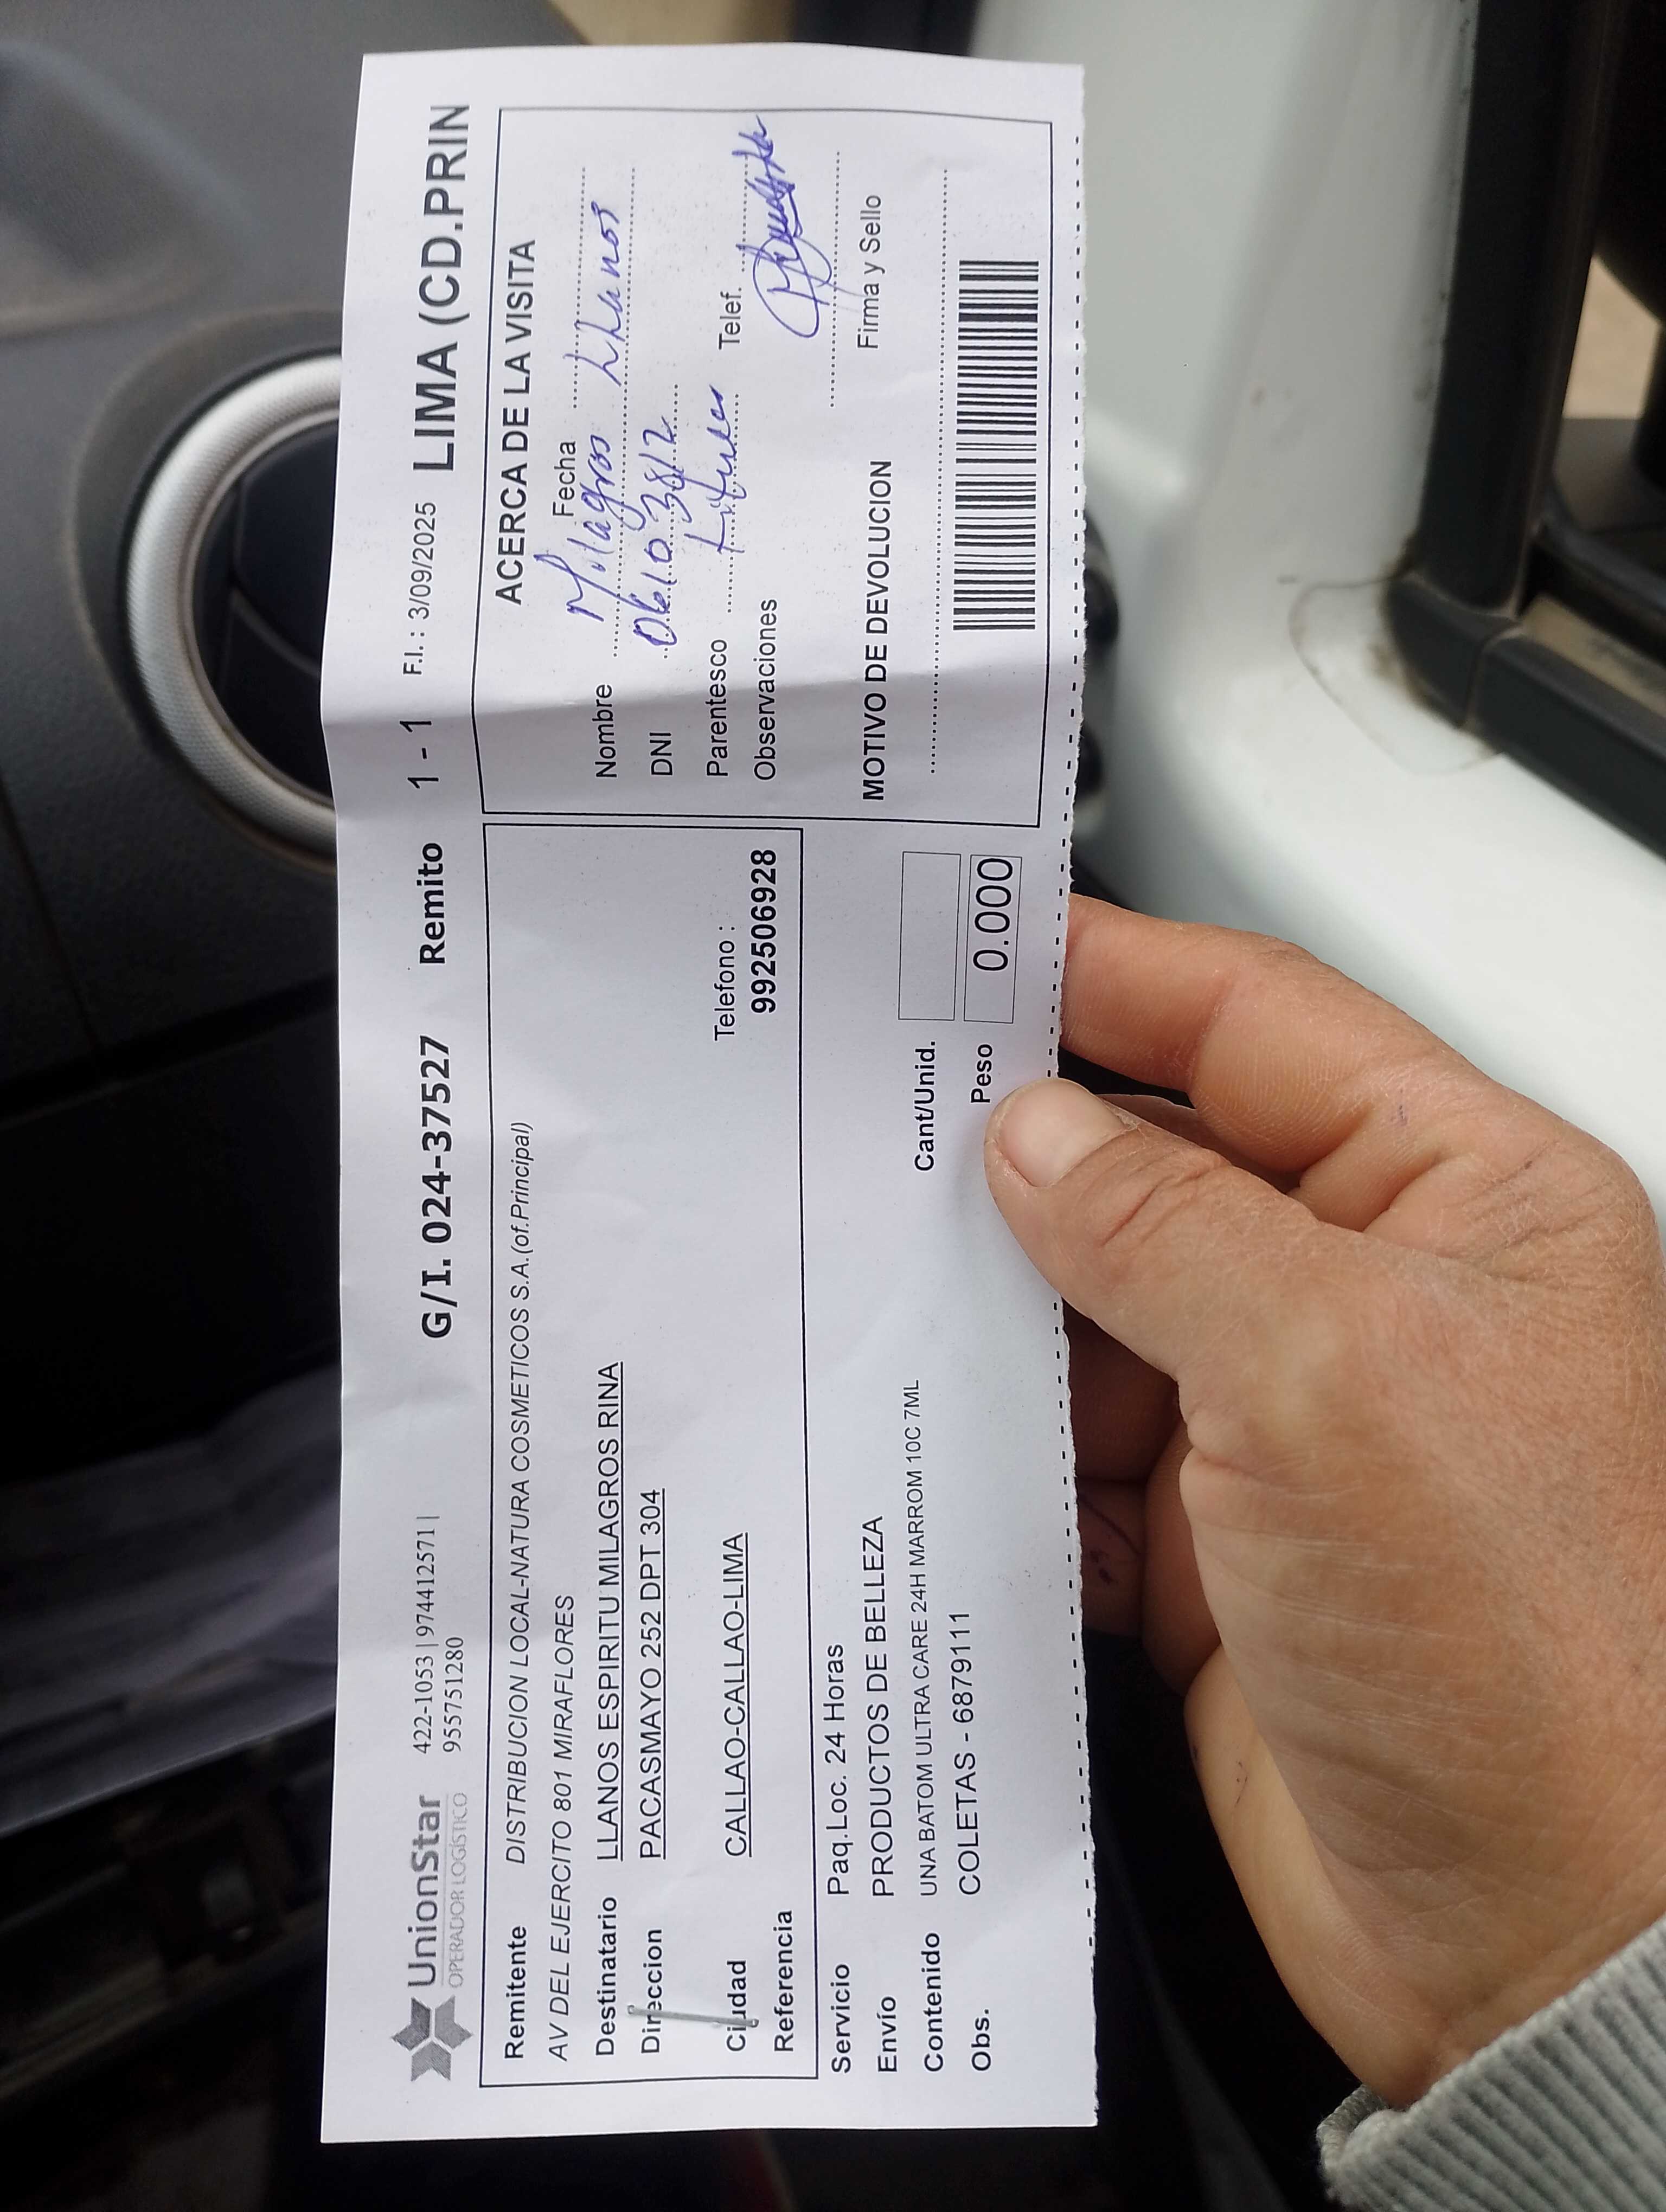 UnionStar
OPERADOR LOGÍSTICO
422-1053 | 974412571 |
955751280
G/I. 024-37527 Remito 1 - 1 F.I.: 3/09/2025 LIMA (CD.PRIN
Remitente DISTRIBUCION LOCAL-NATURA COSMETICOS S.A.(of.Principal)
AV DEL EJERCITO 801 MIRAFLORES
Destinatario LLANOS ESPIRITU MILAGROS RINA
Direccion PACASMAYO 252 DPT 304
Telefono :
Ciudad CALLAO-CALLAO-LIMA 992506928
Referencia
Servicio Paq.Loc. 24 Horas
Envío PRODUCTOS DE BELLEZA
Contenido UNA BATOM ULTRA CARE 24H MARROM 10C 7ML
Obs. COLETAS - 6879111
Cant/Unid.
Peso 0.000
ACERCA DE LA VISITA
Fecha
Nombre Milagros Llanos
DNI 06103812
Parentesco Telef.
Observaciones
Firma y Sello
MOTIVO DE DEVOLUCION